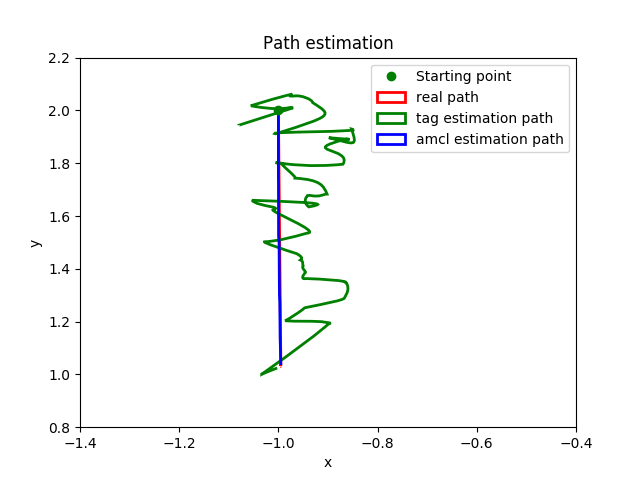 Path estimation
Starting point
real path
tag estimation path
amcl estimation path
2.2
2.0
1.8
1.6
1.4
1.2
1.0
0.8
y
−1.4 −1.2 −1.0 −0.8 −0.6 −0.4
x